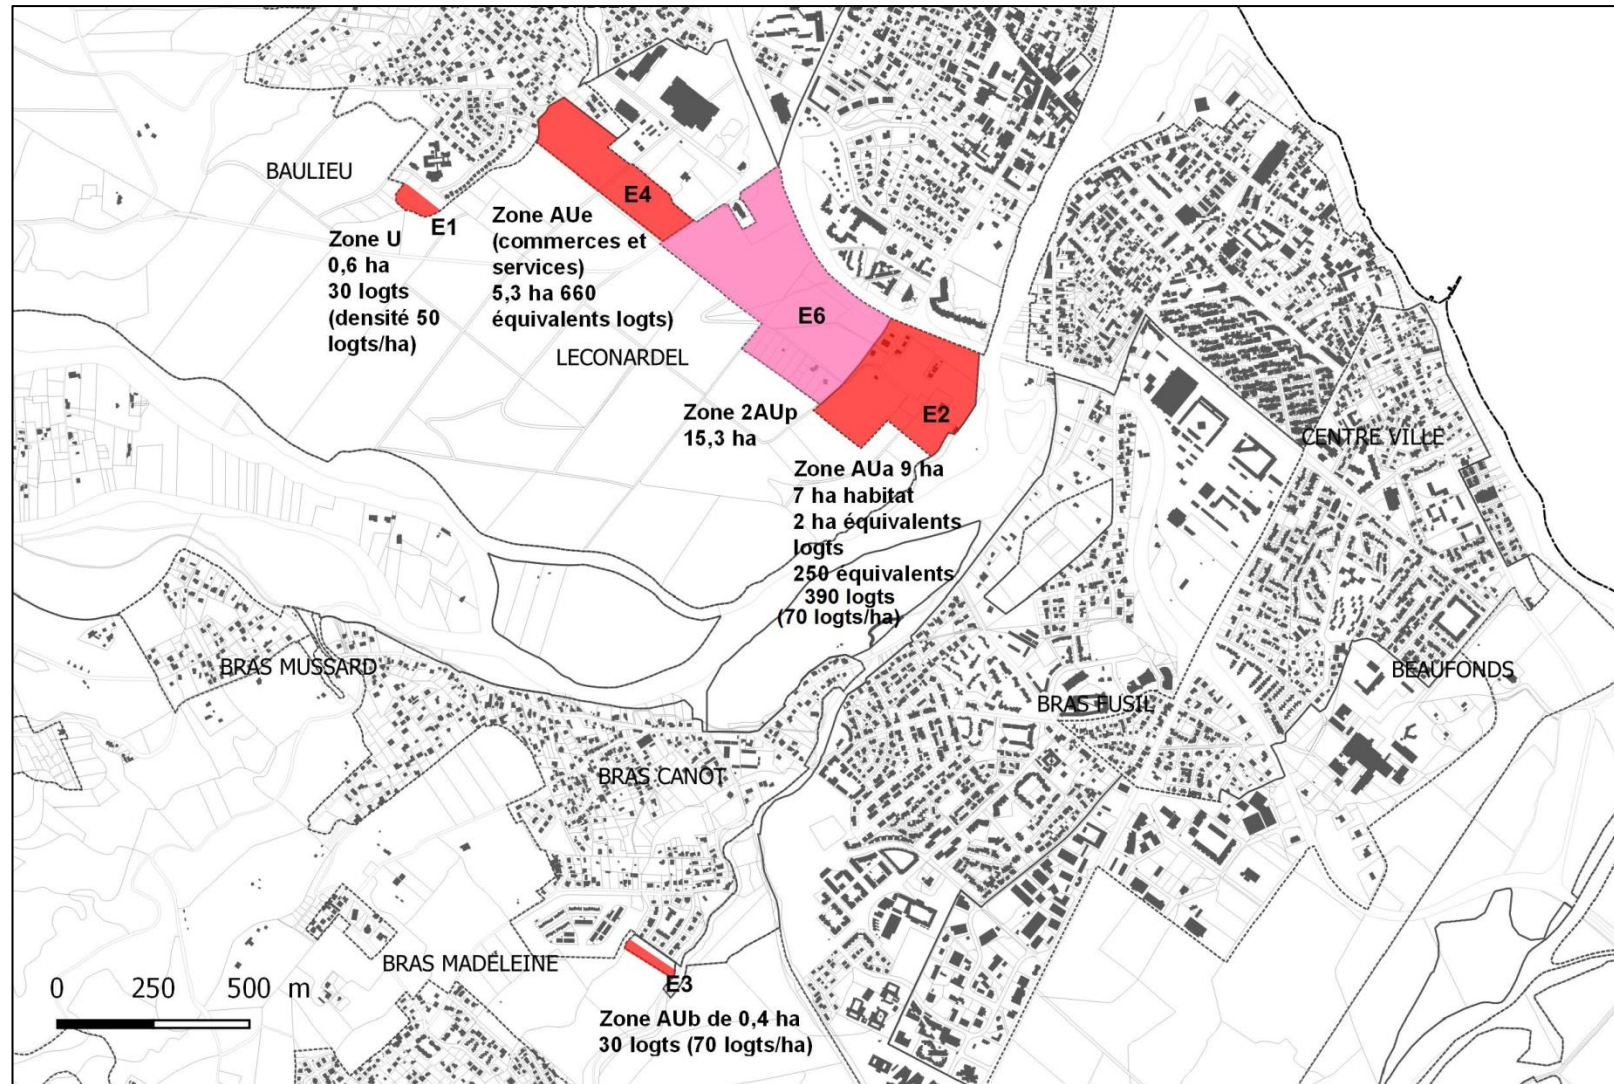 BAULIEU
E1
Zone U
0,6 ha
30 logts
(densité 50
logts/ha)
E4
Zone AUe
(commerces et
services)
5,3 ha 660
équivalents logts)
LECONARDEL
E6
Zone 2AUp
15,3 ha
E2
Zone AUa 9 ha
7 ha habitat
2 ha équivalents
logts
250 équivalents
390 logts
(70 logts/ha)
CENTRE VILLE
BEAUFONDS
BRAS FUSIL
BRAS MUSSARD
BRAS CANOT
BRAS MADELEINE
E3
Zone AUb de 0,4 ha
30 logts (70 logts/ha)
0 250 500 m